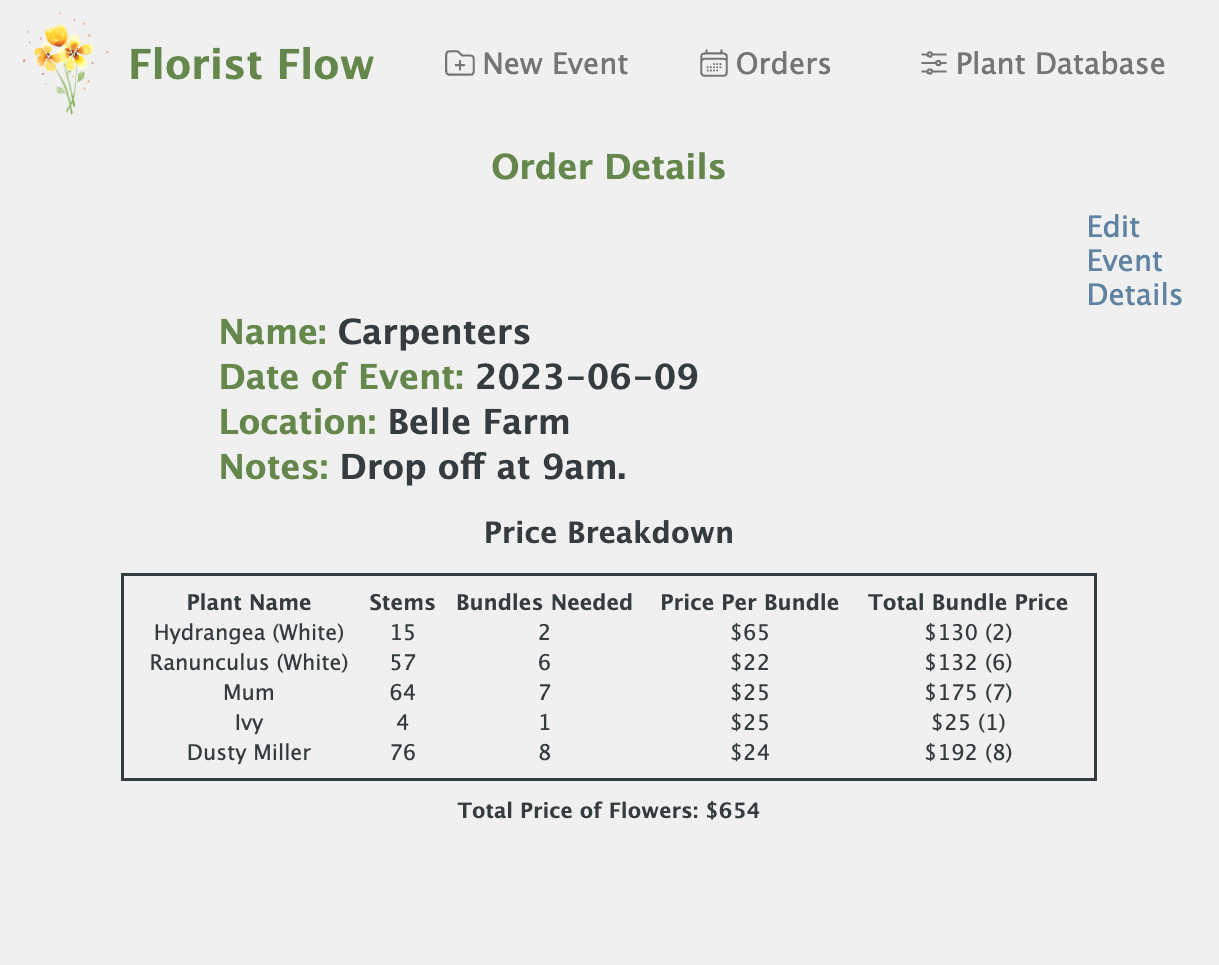 Florist Flow New Event Orders Plant Database
Order Details
Edit
Event
Details
Name: Carpenters
Date of Event: 2023-06-09
Location: Belle Farm
Notes: Drop off at 9am.
Price Breakdown
Plant Name Stems Bundles Needed Price Per Bundle Total Bundle Price
Hydrangea (White) 15 2 $65 $130 (2)
Ranunculus (White) 57 6 $22 $132 (6)
Mum 64 7 $25 $175 (7)
Ivy 4 1 $25 $25 (1)
Dusty Miller 76 8 $24 $192 (8)
Total Price of Flowers: $654